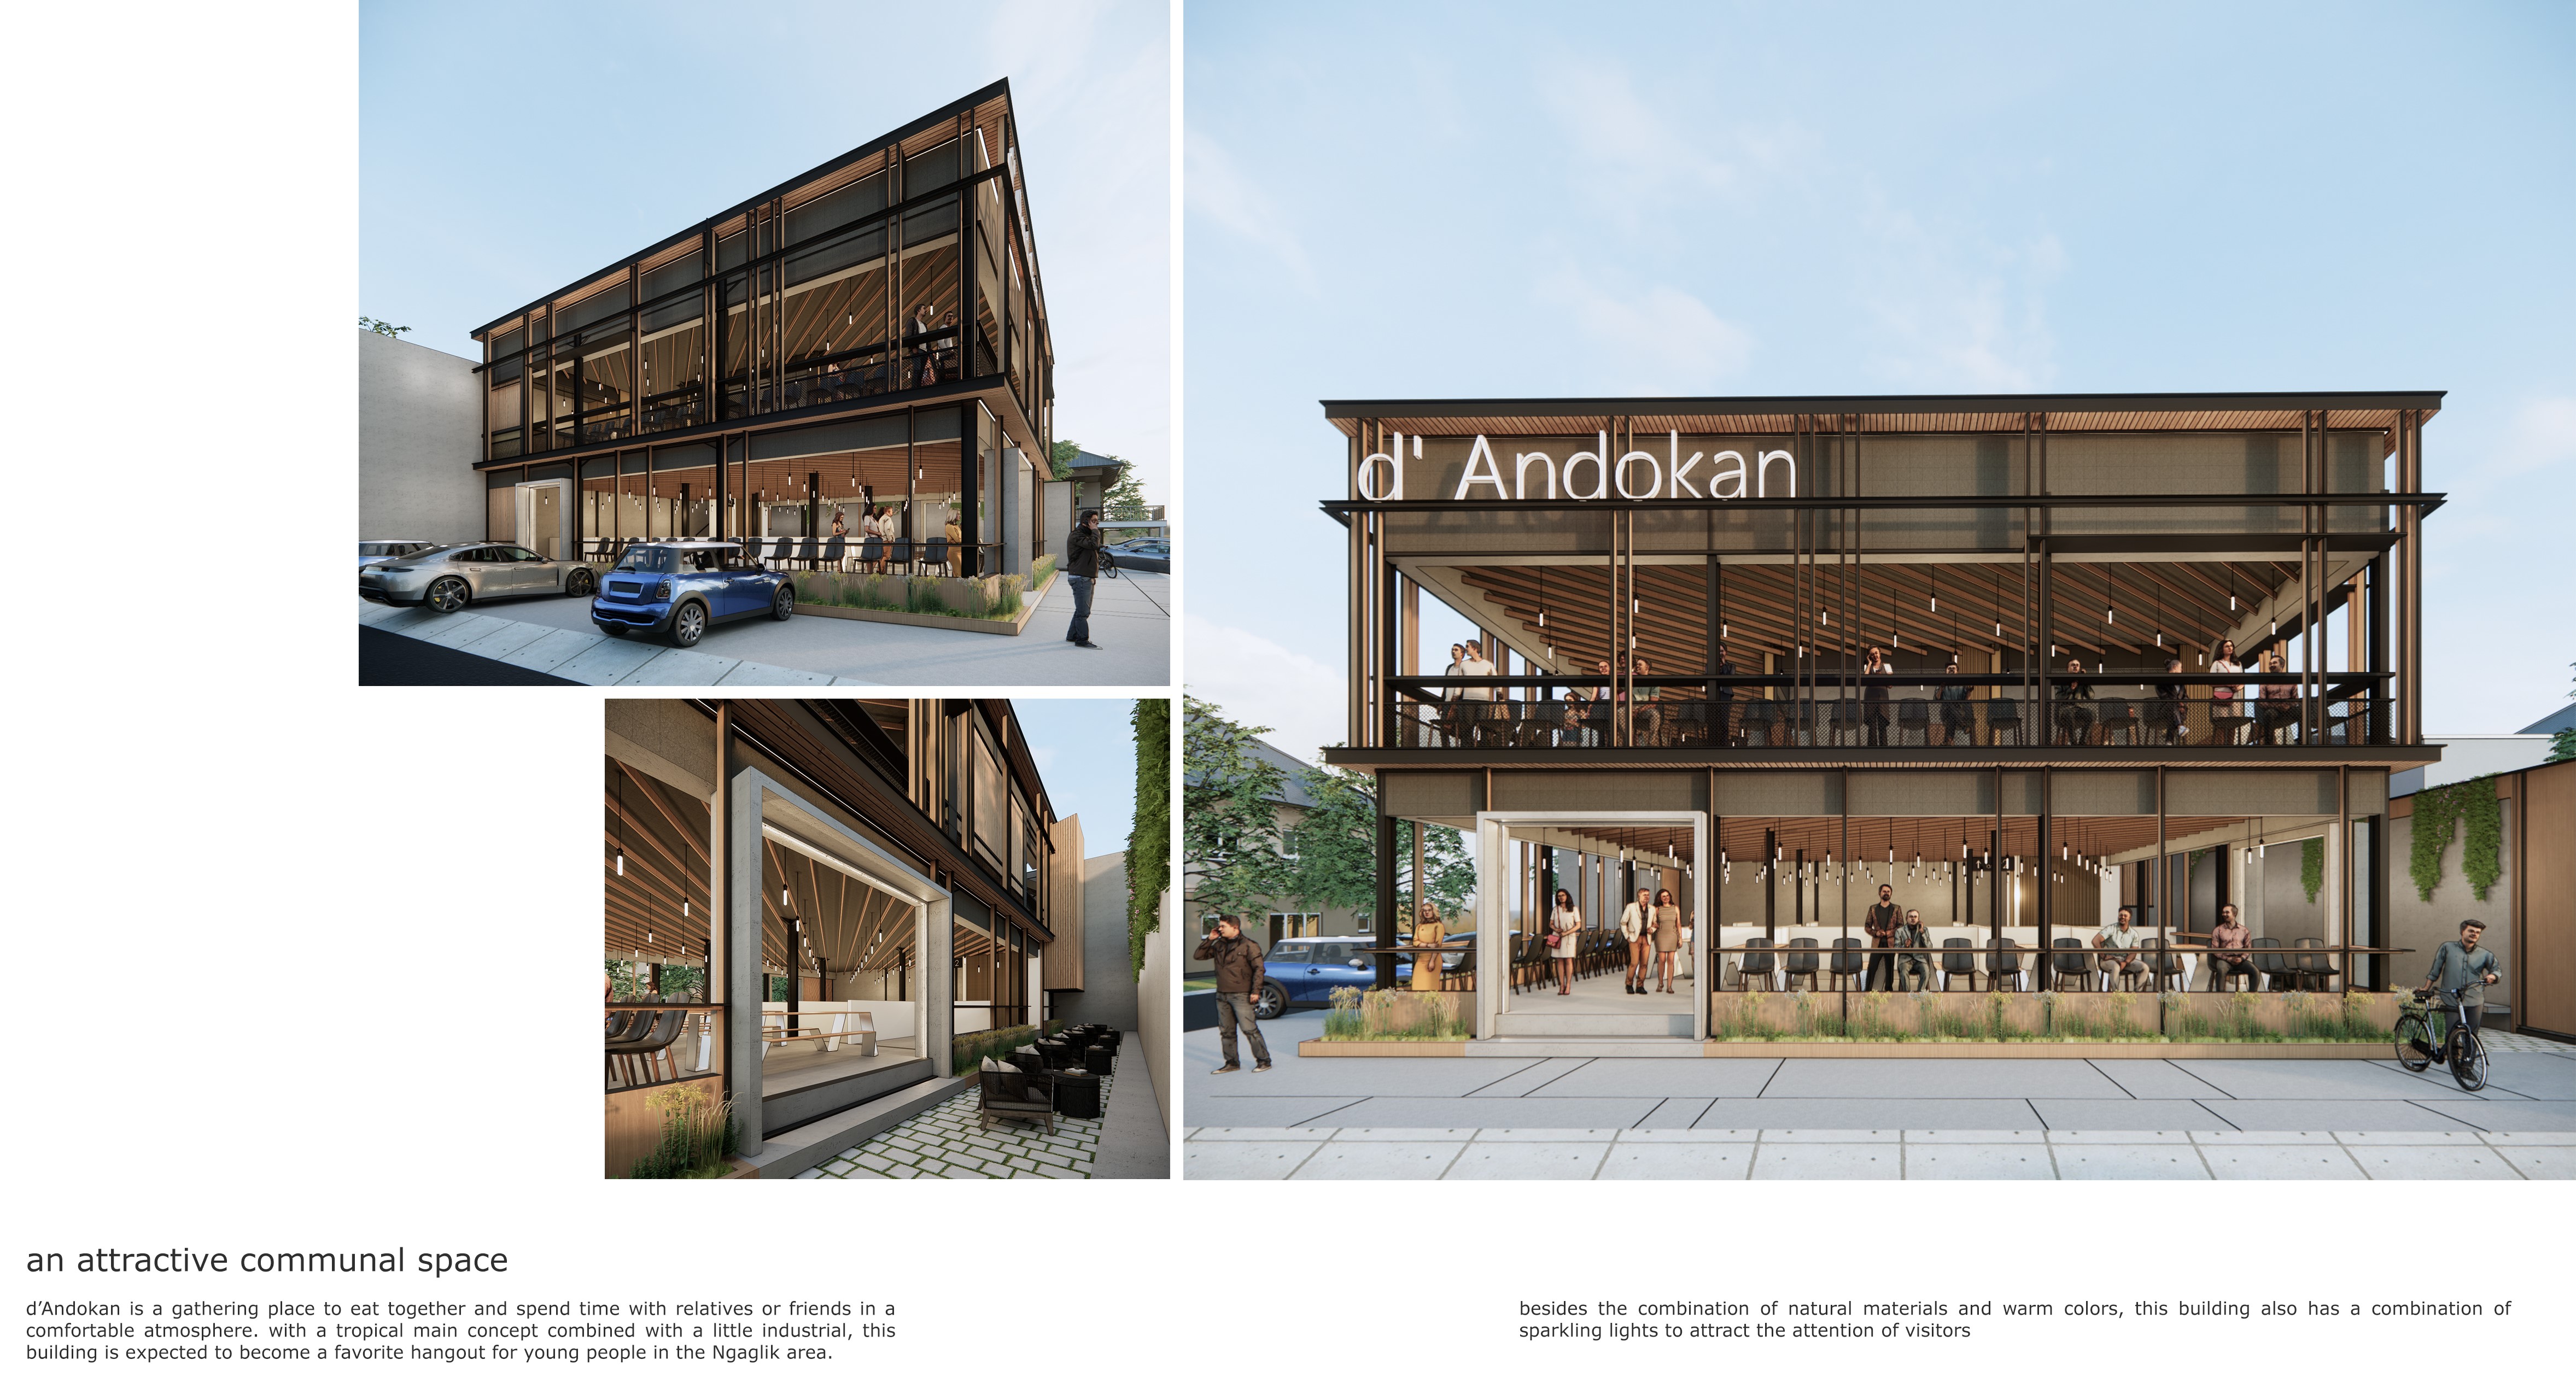 d' Andokan
an attractive communal space
d’Andokan is a gathering place to eat together and spend time with relatives or friends in a
comfortable atmosphere. with a tropical main concept combined with a little industrial, this
building is expected to become a favorite hangout for young people in the Ngaglik area.
besides the combination of natural materials and warm colors, this building also has a combination of
sparkling lights to attract the attention of visitors